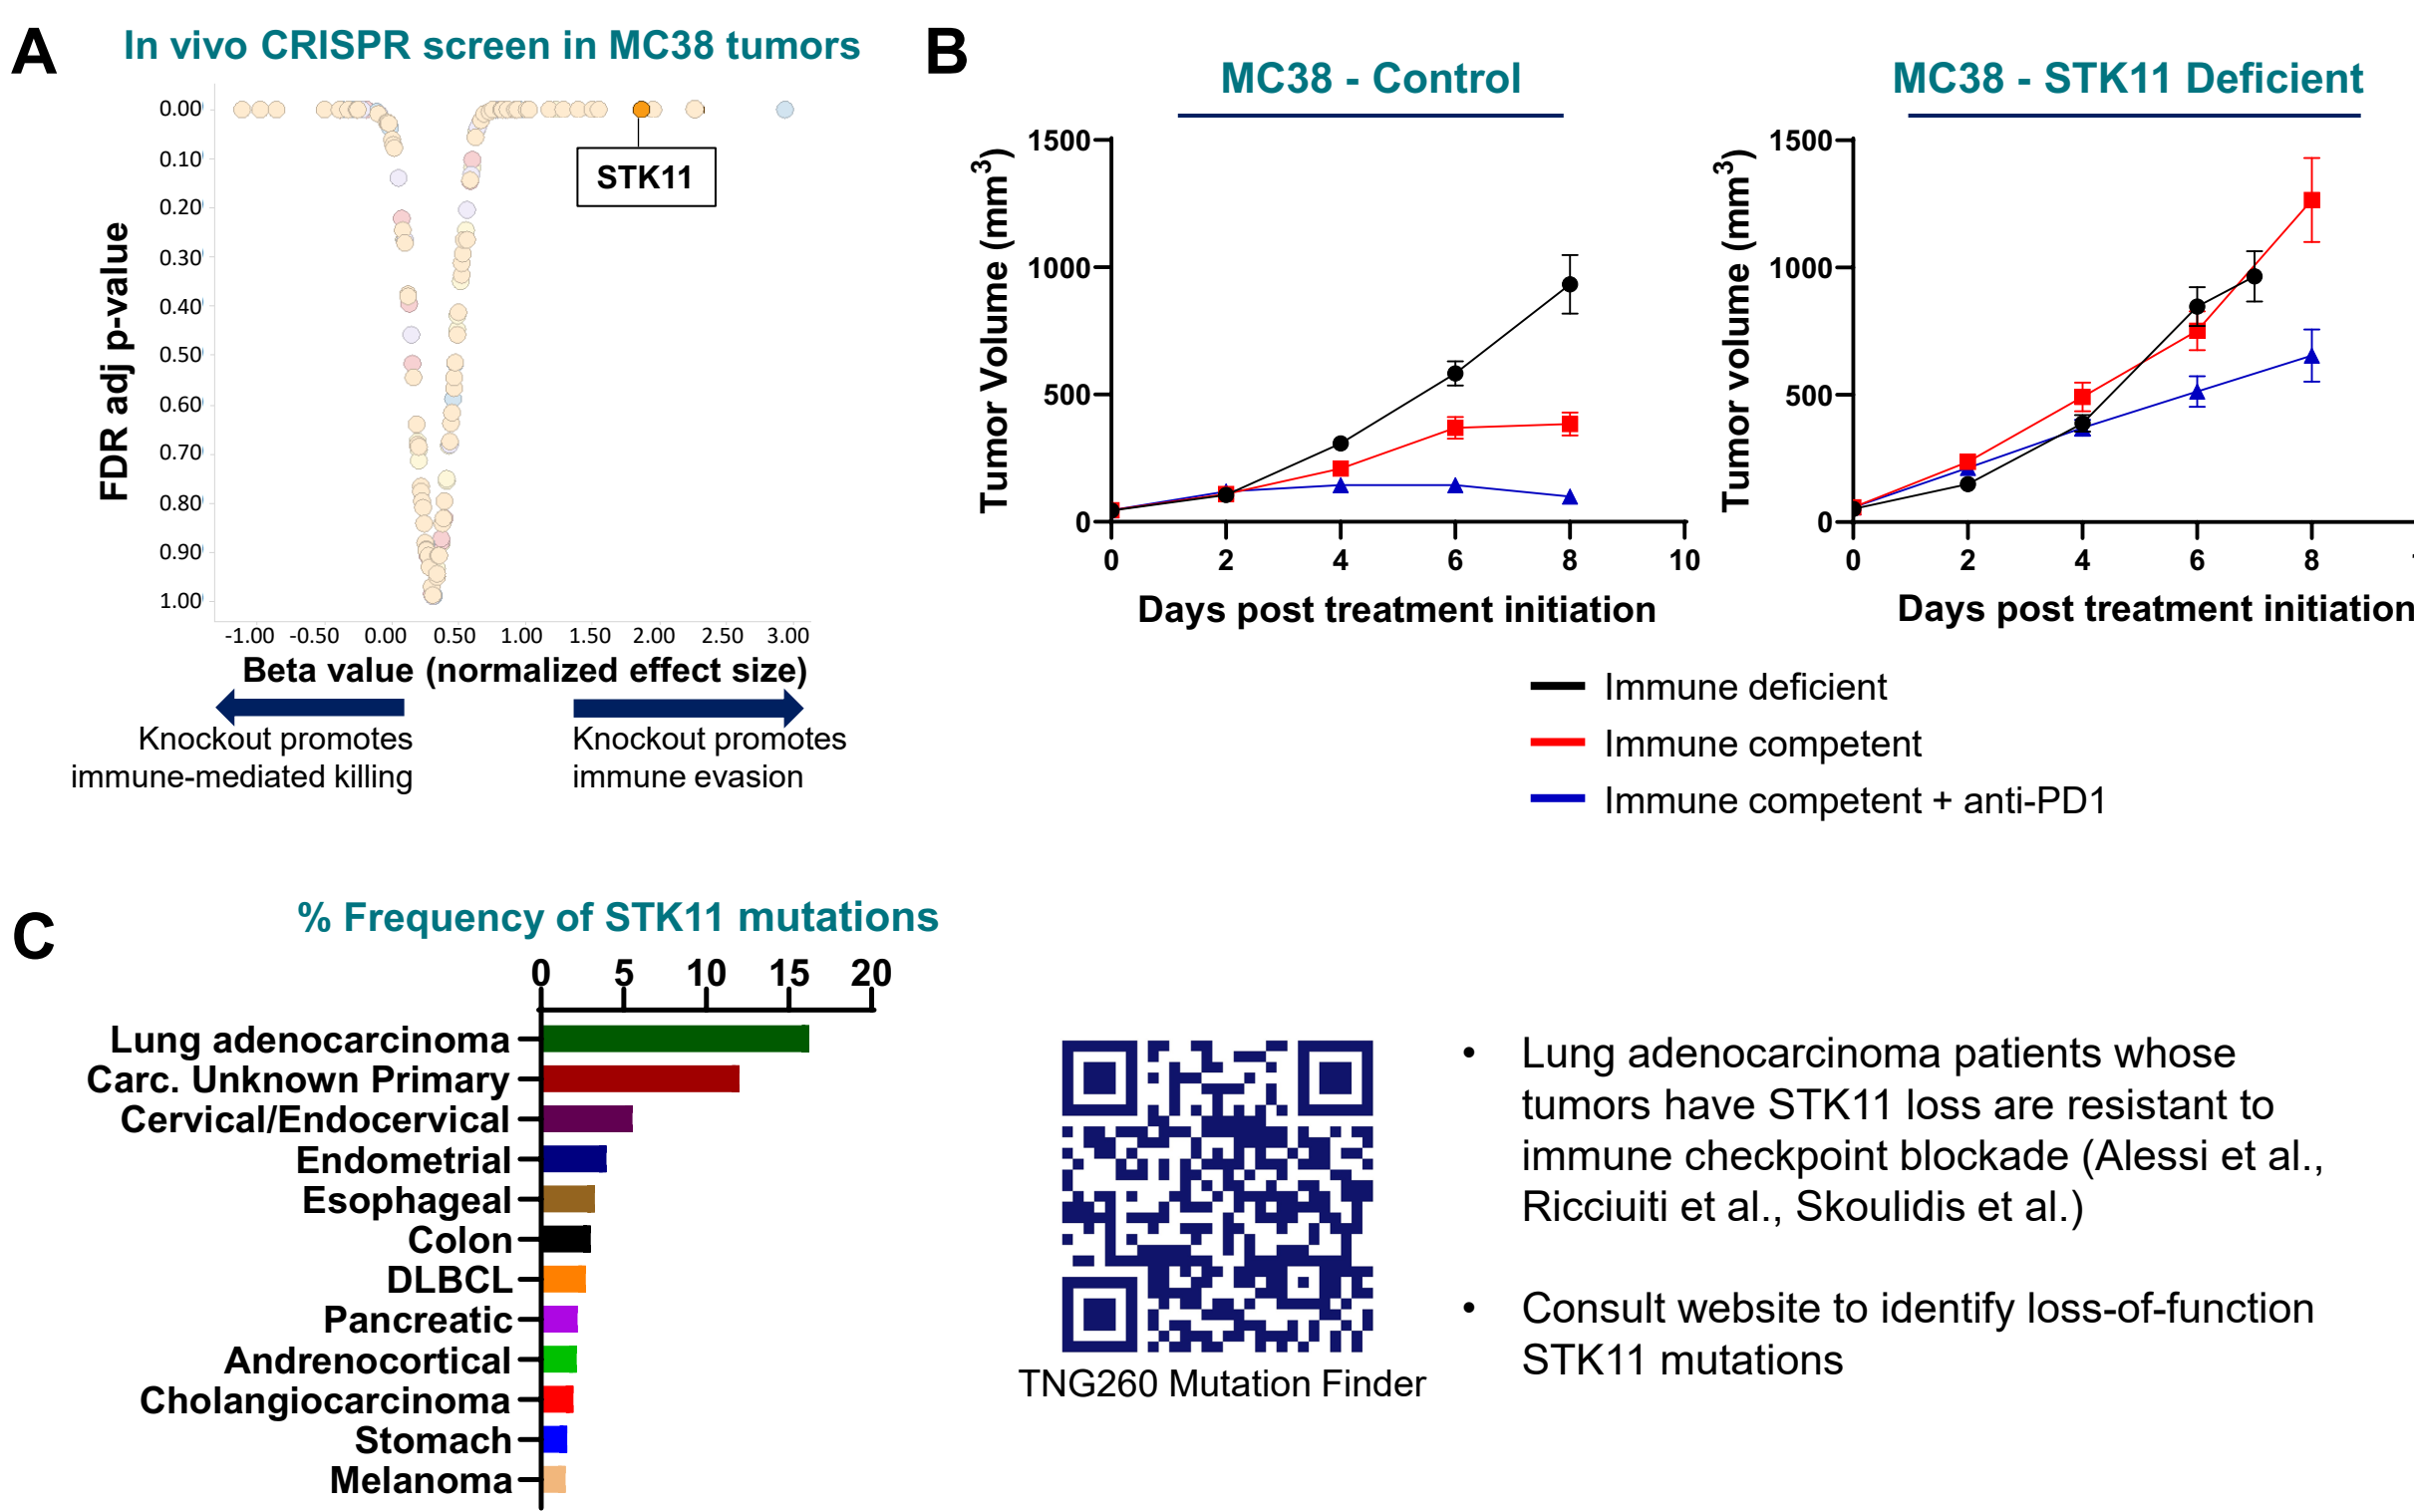 A
In vivo CRISPR screen in MC38 tumors
FDR adj p-value
0.00
0.10
0.20
0.30
0.40
0.50
0.60
0.70
0.80
0.90
1.00
STK11
-1.00 -0.50 0.00 0.50 1.00 1.50 2.00 2.50 3.00
Beta value (normalized effect size)
Knockout promotes
immune-mediated killing
Knockout promotes
immune evasion
B
MC38 - Control
Tumor Volume (mm3)
1500
1000
500
0
0 2 4 6 8 10
Days post treatment initiation
MC38 - STK11 Deficient
Tumor volume (mm3)
1500
1000
500
0
0 2 4 6 8
Days post treatment initiation
Immune deficient
Immune competent
Immune competent + anti-PD1
C
% Frequency of STK11 mutations
0 5 10 15 20
Lung adenocarcinoma
Carc. Unknown Primary
Cervical/Endocervical
Endometrial
Esophageal
Colon
DLBCL
Pancreatic
Andrenocortical
Cholangiocarcinoma
Stomach
Melanoma
TNG260 Mutation Finder
• Lung adenocarcinoma patients whose
tumors have STK11 loss are resistant to
immune checkpoint blockade (Alessi et al.,
Ricciuiti et al., Skoulidis et al.)
• Consult website to identify loss-of-function
STK11 mutations